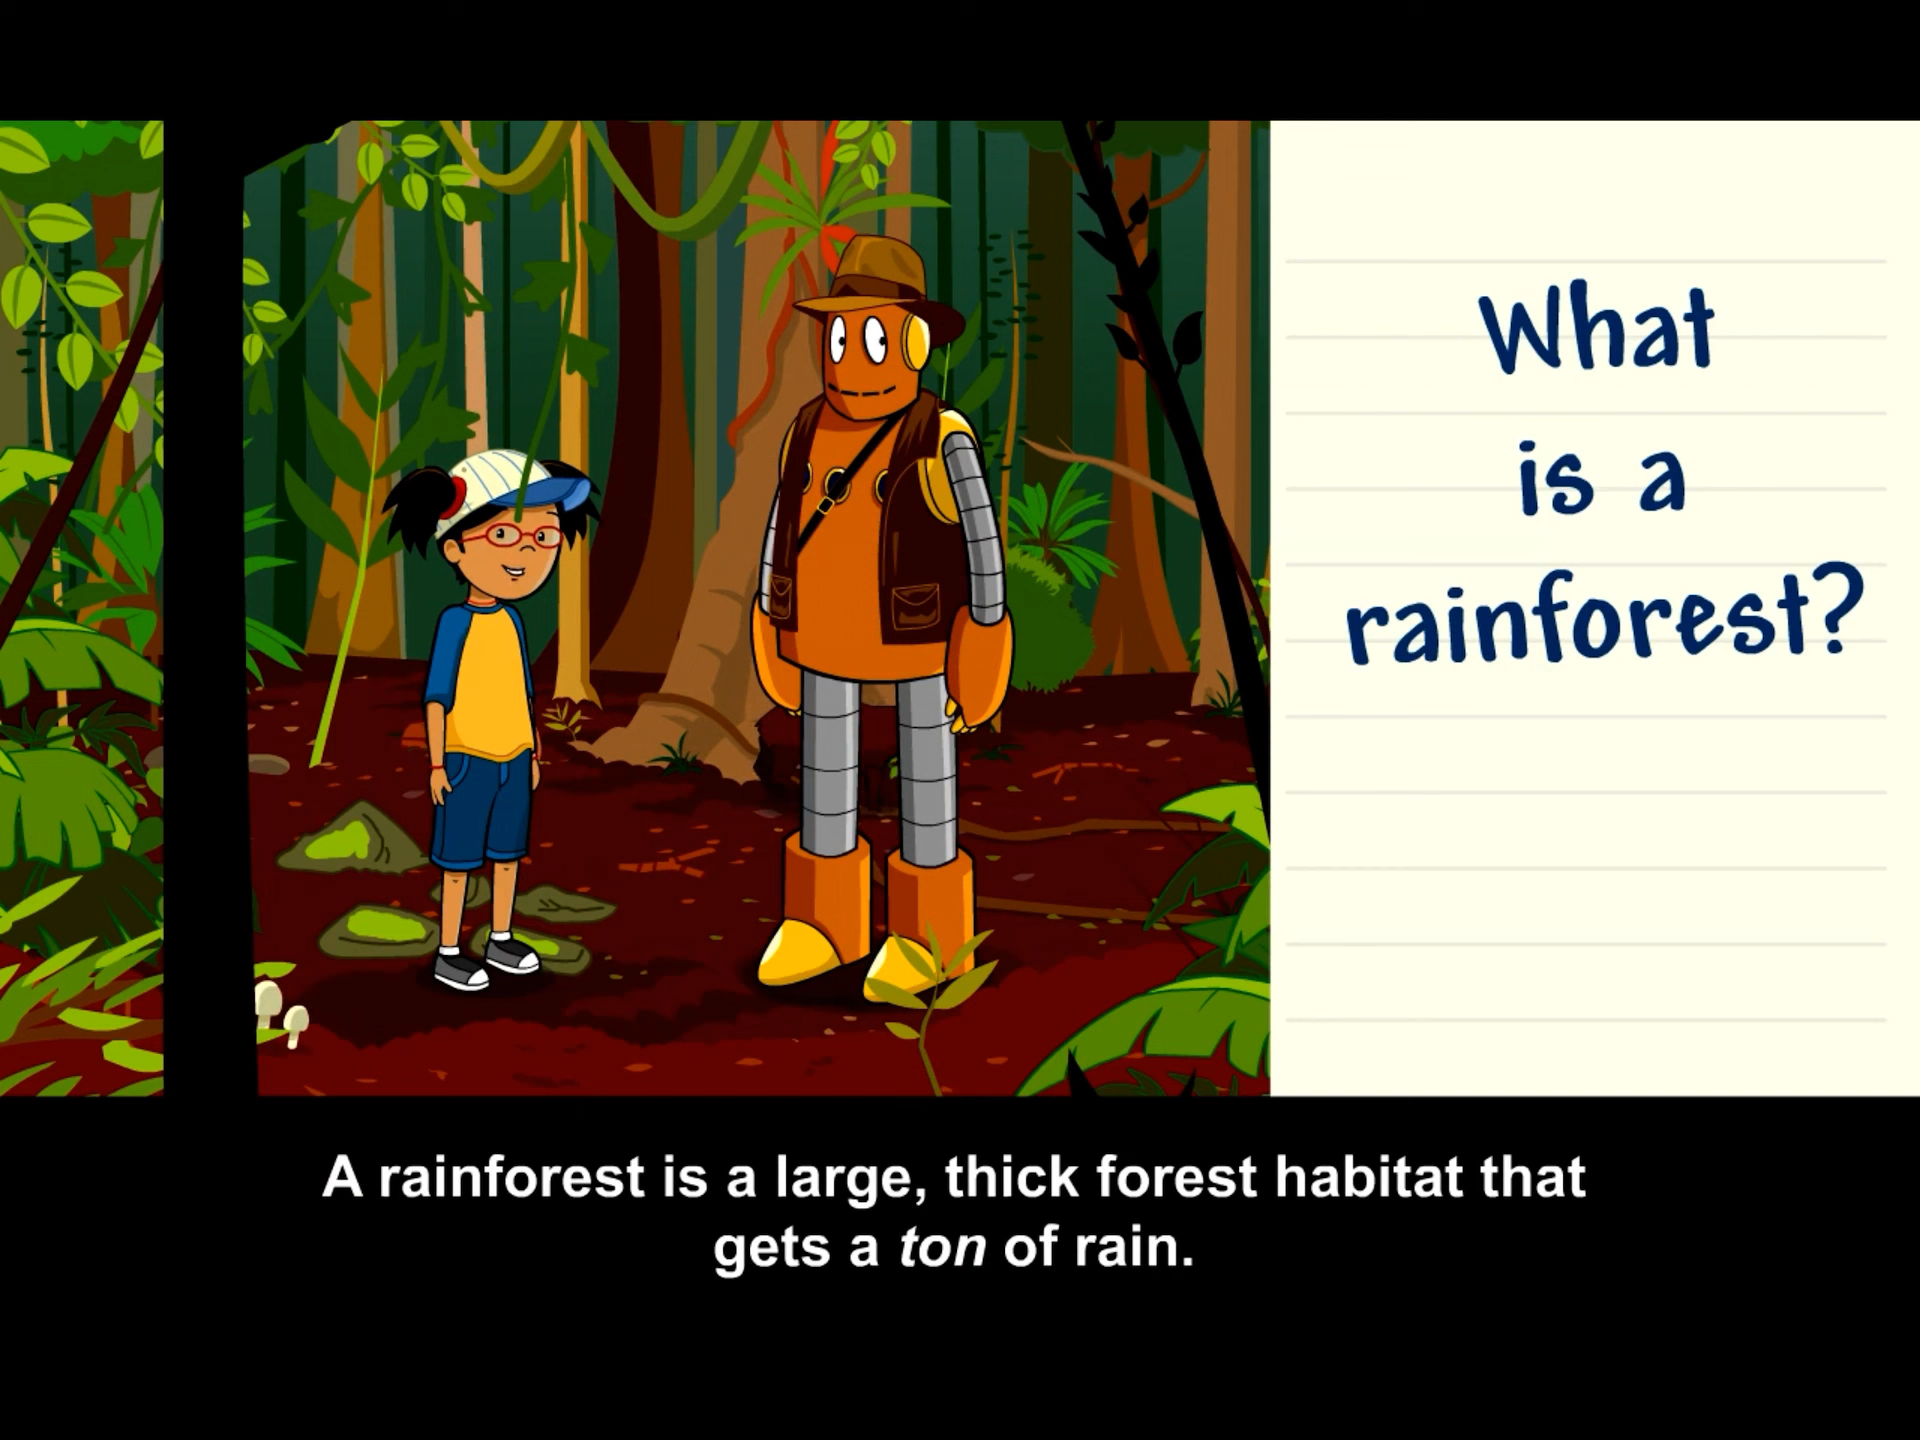 What
is a
rainforest?
A rainforest is a large, thick forest habitat that
gets a ton of rain.